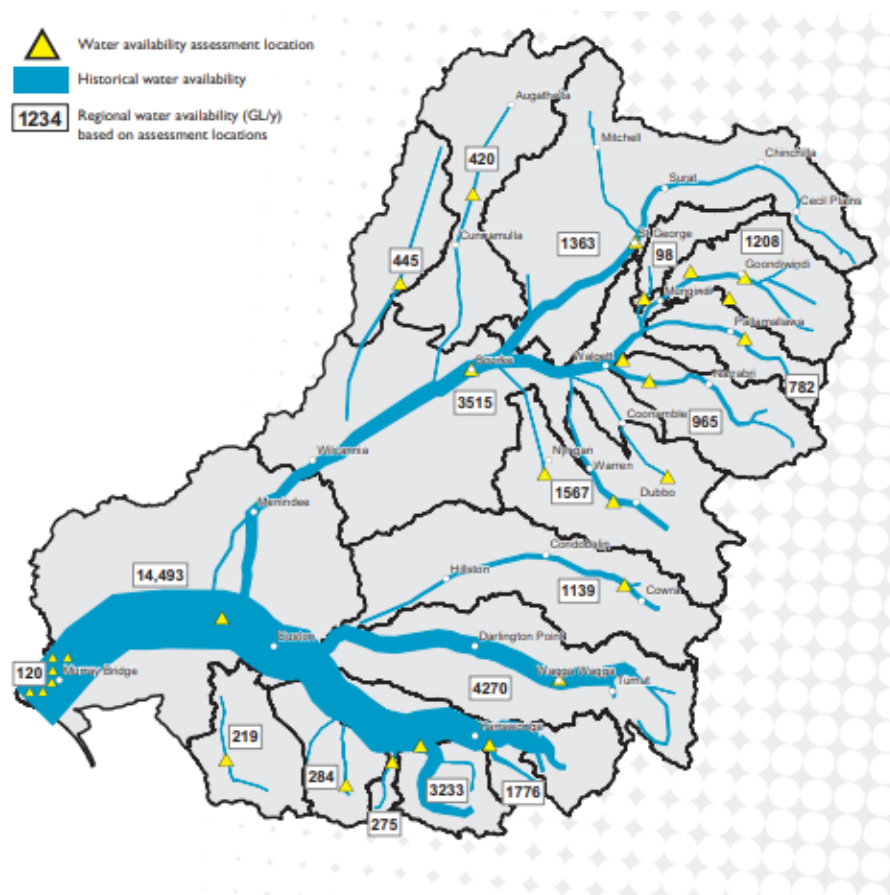 Water availability assessment location
Historical water availability
1234
Regional water availability (GL/y)
based on assessment locations
Augathella
Mitchell
Chinchilla
420
Surat
Cecil Plains
Cunnamulla
St George
1363
98
1208
445
Goondiwindi
Mungindi
Pallamallawa
Bourke
Walgett
Narrabri
782
3515
Coonamble
965
Wilcannia
Nyngan
Warren
1567
Dubbo
Menindee
Condobolin
14,493
Hillston
1139
Cowra
Euston
Darlington Point
120
Murray Bridge
Wagga Wagga
4270
Tumut
219
Yarrawonga
284
3233
1776
275